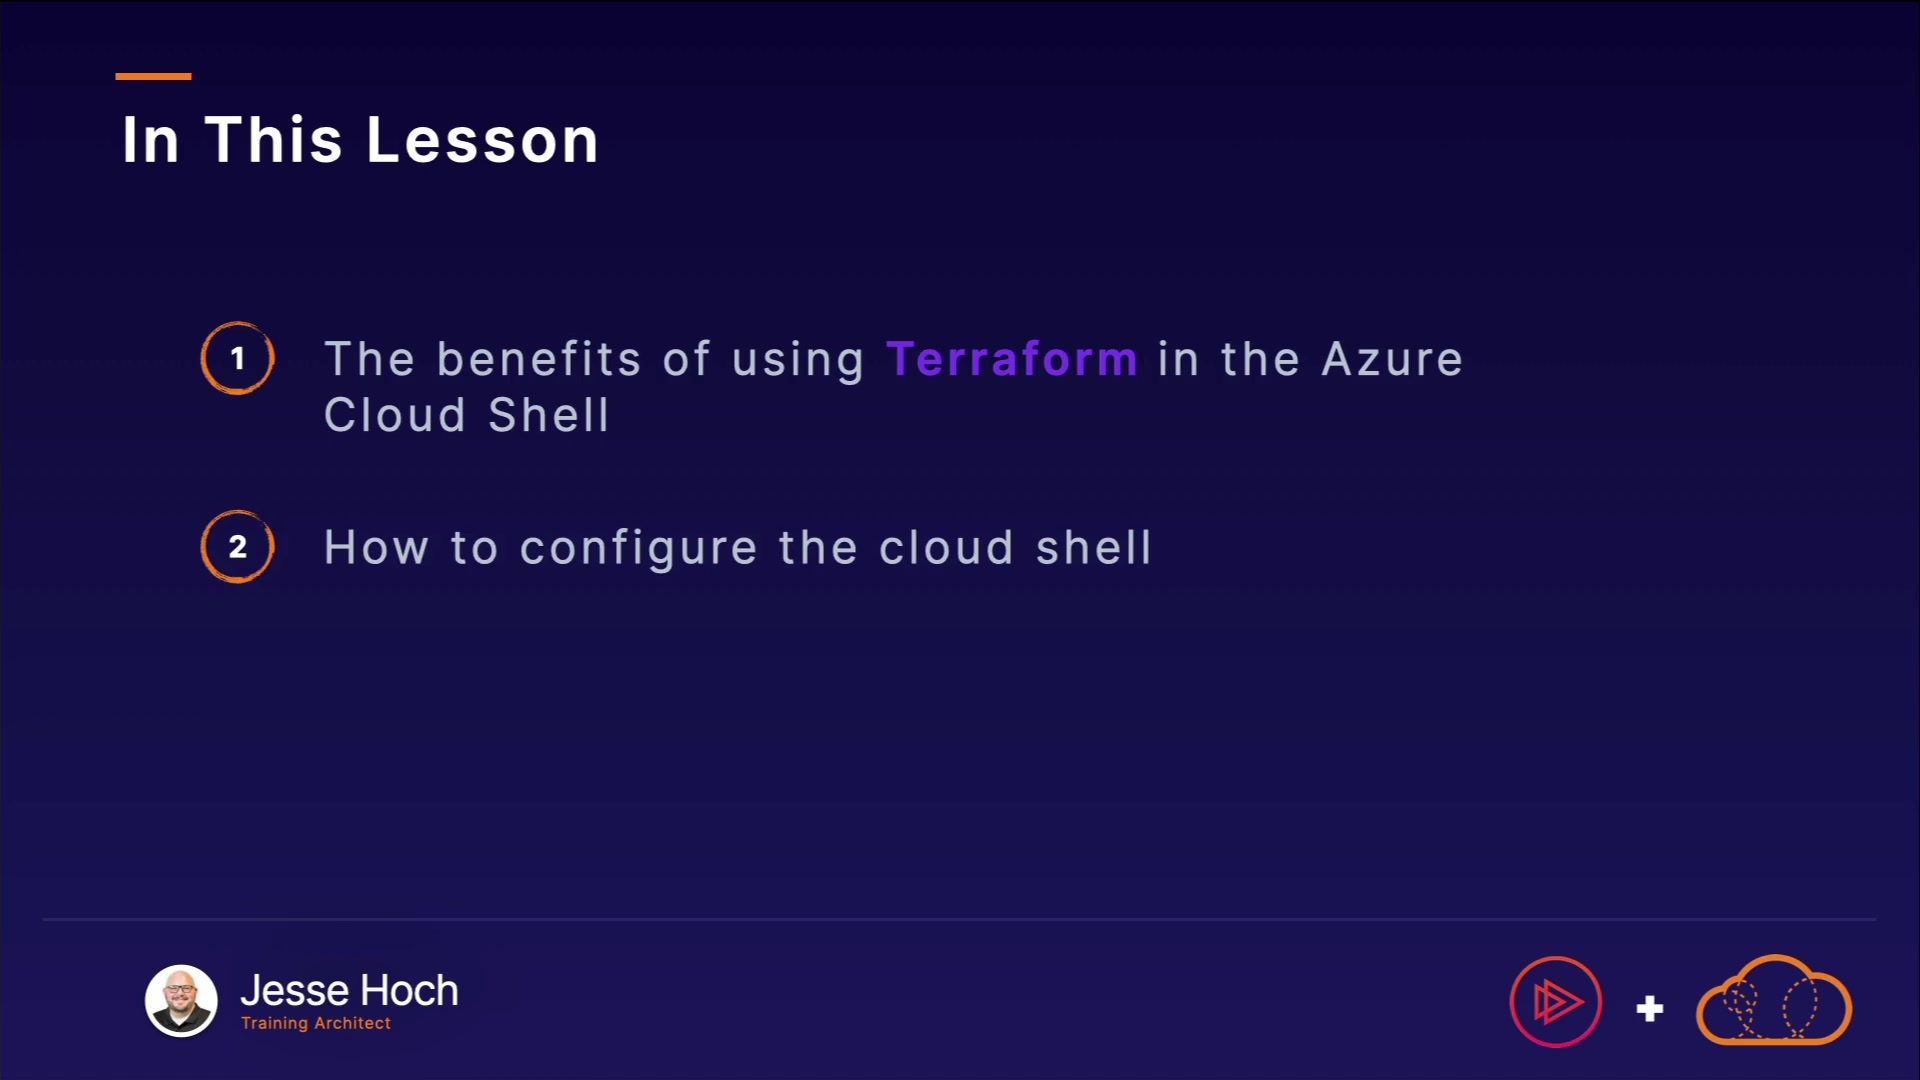 In This Lesson
1
The benefits of using Terraform in the Azure
Cloud Shell
2
How to configure the cloud shell
Jesse Hoch
Training Architect